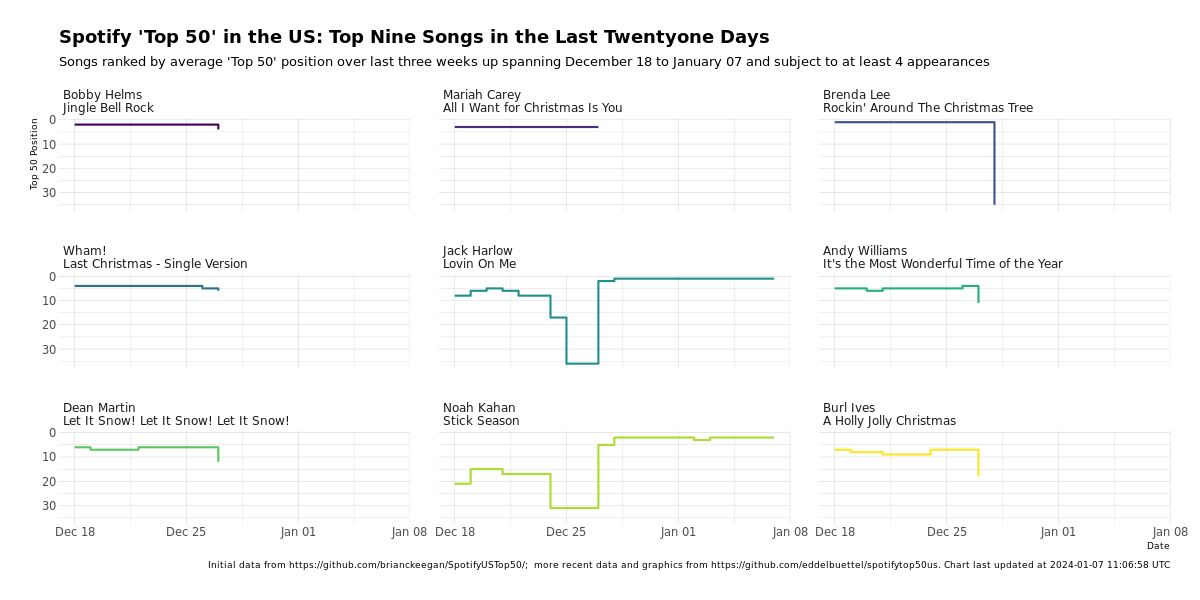 Spotify 'Top 50' in the US: Top Nine Songs in the Last Twentyone Days
Songs ranked by average 'Top 50' position over last three weeks up spanning December 18 to January 07 and subject to at least 4 appearances
Bobby Helms
Jingle Bell Rock
Mariah Carey
All I Want for Christmas Is You
Brenda Lee
Rockin' Around The Christmas Tree
Top 50 Position
0
10
20
30
Wham!
Last Christmas - Single Version
Jack Harlow
Lovin On Me
Andy Williams
It's the Most Wonderful Time of the Year
0
10
20
30
Dean Martin
Let It Snow! Let It Snow! Let It Snow!
Noah Kahan
Stick Season
Burl Ives
A Holly Jolly Christmas
0
10
20
30
Dec 18 Dec 25 Jan 01 Jan 08 Dec 18 Dec 25 Jan 01 Jan 08 Dec 18 Dec 25 Jan 01 Jan 08
Date
Initial data from https://github.com/brianckeegan/SpotifyUSTop50/; more recent data and graphics from https://github.com/eddelbuettel/spotifytop50us. Chart last updated at 2024-01-07 11:06:58 UTC